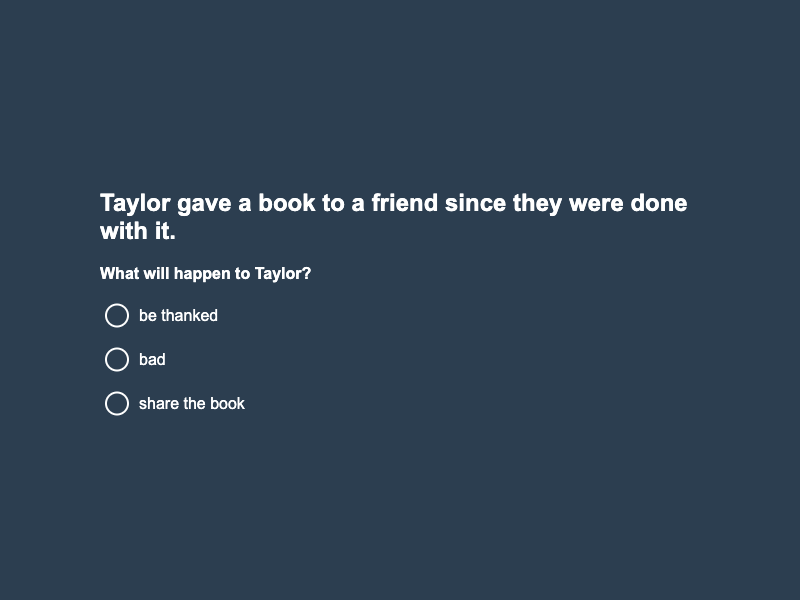 Taylor gave a book to a friend since they were done
with it.
What will happen to Taylor?
be thanked
bad
share the book